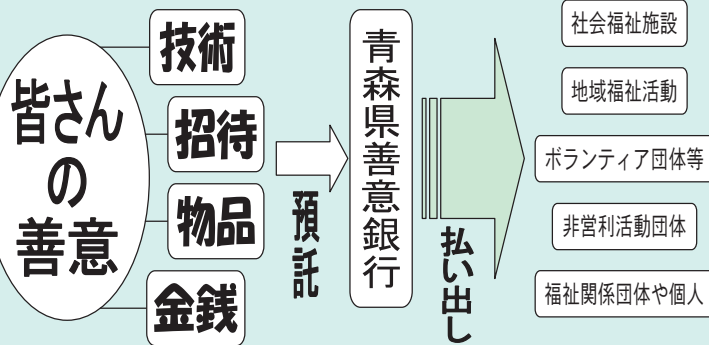 皆さん
の
善意
技術
招待
物品
金銭
預託
青森県善意銀行
払い出し
社会福祉施設
地域福祉活動
ボランティア団体等
非営利活動団体
福祉関係団体や個人